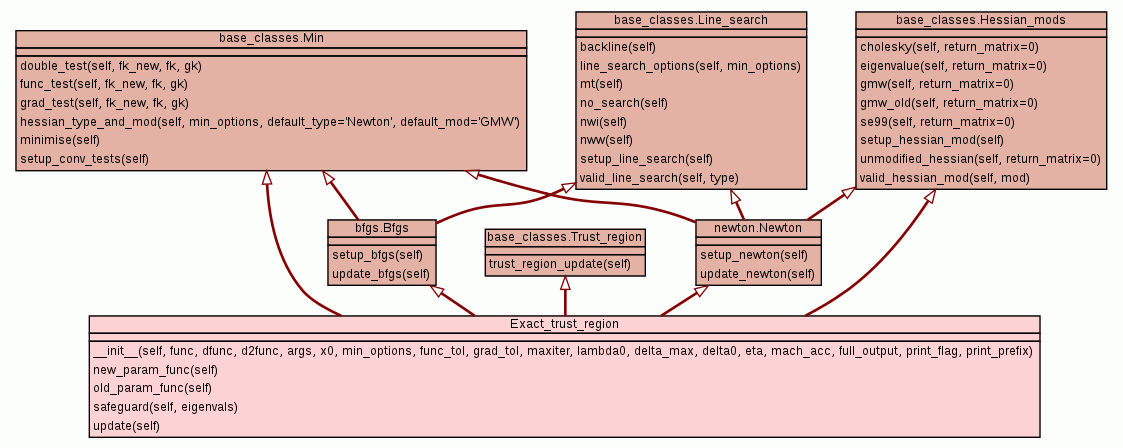 base_classes.Min
double_test(self, fk_new, fk, gk)
func_test(self, fk_new, fk, gk)
grad_test(self, fk_new, fk, gk)
hessian_type_and_mod(self, min_options, default_type='Newton', default_mod='GMW')
minimise(self)
setup_conv_tests(self)
base_classes.Line_search
backline(self)
line_search_options(self, min_options)
mt(self)
no_search(self)
nwi(self)
nww(self)
setup_line_search(self)
valid_line_search(self, type)
base_classes.Hessian_mods
cholesky(self, return_matrix=0)
eigenvalue(self, return_matrix=0)
gmw(self, return_matrix=0)
gmw_old(self, return_matrix=0)
se99(self, return_matrix=0)
setup_hessian_mod(self)
unmodified_hessian(self, return_matrix=0)
valid_hessian_mod(self, mod)
bfgs.Bfgs
setup_bfgs(self)
update_bfgs(self)
base_classes.Trust_region
trust_region_update(self)
newton.Newton
setup_newton(self)
update_newton(self)
Exact_trust_region
__init__(self, func, dfunc, d2func, args, x0, min_options, func_tol, grad_tol, maxiter, lambda0, delta_max, delta0, eta, mach_acc, full_output, print_flag, print_prefix)
new_param_func(self)
old_param_func(self)
safeguard(self, eigenvals)
update(self)